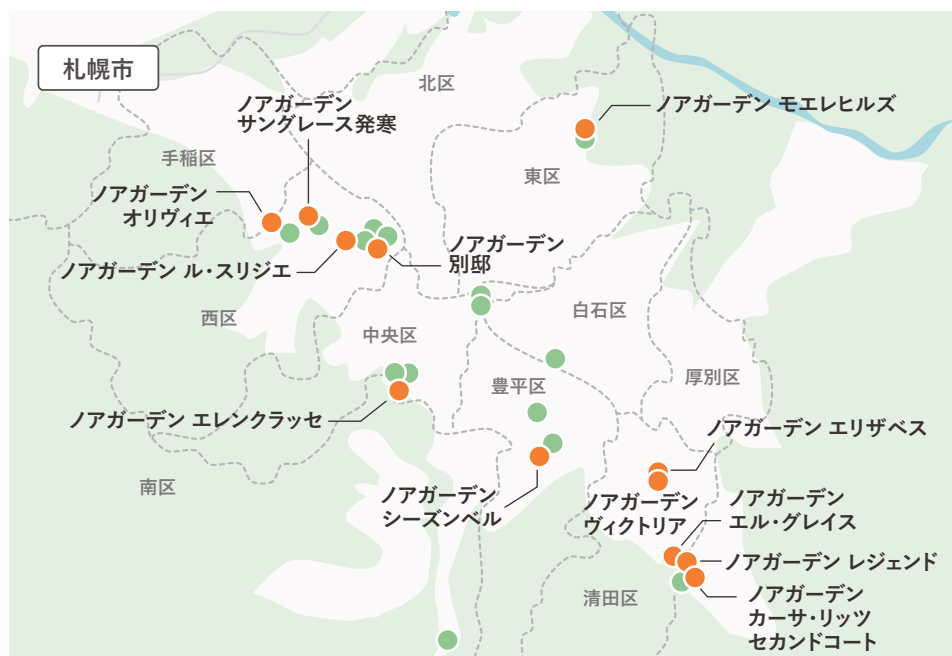 札幌市
北区
ノアガーデン
サングレース発寒
ノアガーデン モエレヒルズ
手稲区
東区
ノアガーデン
オリヴィエ
ノアガーデン ル・スリジエ
ノアガーデン
別邸
西区
中央区
白石区
豊平区
厚別区
ノアガーデン エレンクラッセ
ノアガーデン エリザベス
南区
ノアガーデン
シーズンベル
ノアガーデン
ヴィクトリア
ノアガーデン
エル・グレイス
ノアガーデン レジェンド
清田区
ノアガーデン
カーサ・リッツ
セカンドコート